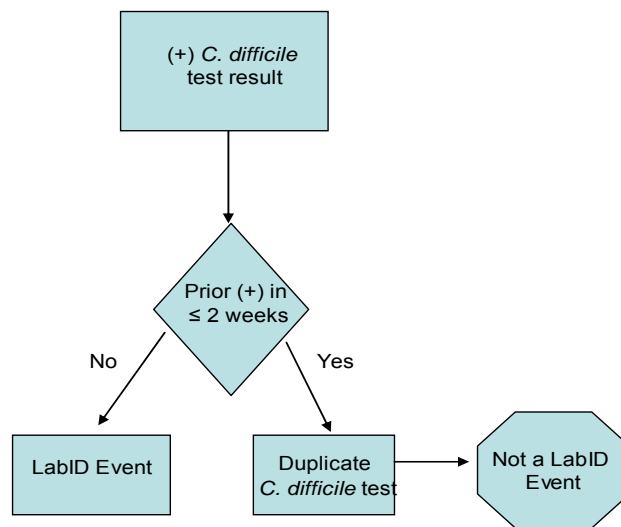 (+) C. difficile
test result
Prior (+) in
≤ 2 weeks
No
Yes
LabID Event
Duplicate
C. difficile test
Not a LabID
Event